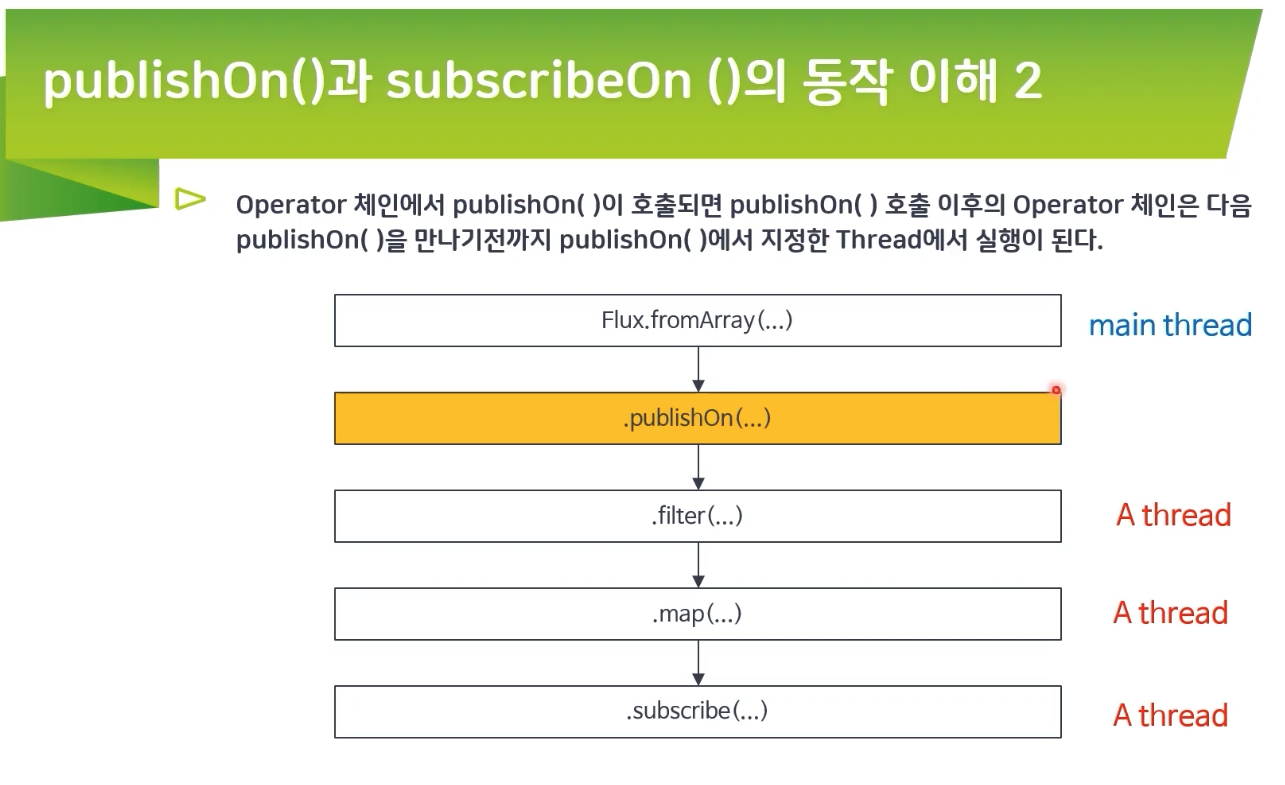 publishOn()과 subscribeOn ()의 동작 이해 2
Operator 체인에서 publishOn( )이 호출되면 publishOn( ) 호출 이후의 Operator 체인은 다음
publishOn( )을 만나기전까지 publishOn( )에서 지정한 Thread에서 실행이 된다.
Flux.fromArray(...)
main thread
.publishOn(...)
.filter(...)
A thread
.map(...)
A thread
.subscribe(...)
A thread